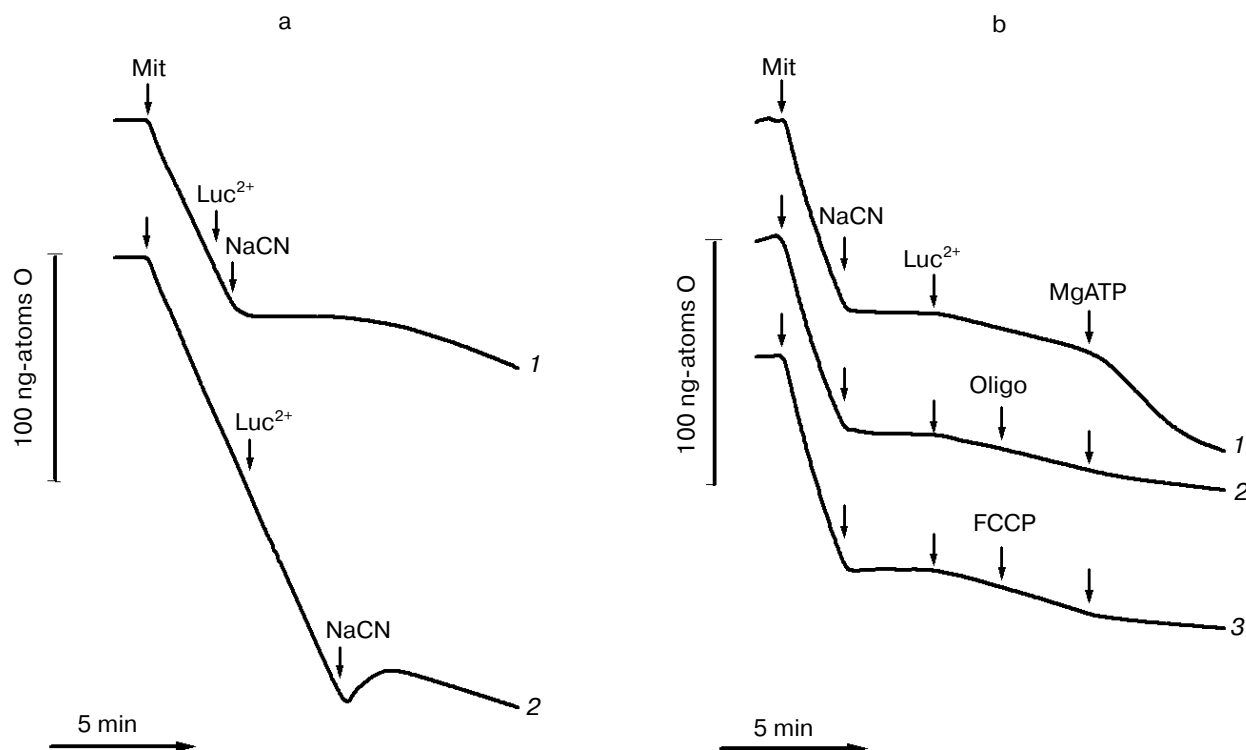 a
Mit
Luc²⁺
NaCN
100 ng-atoms O
1
Luc²⁺
NaCN
2
5 min
b
Mit
NaCN
Luc²⁺
MgATP
100 ng-atoms O
1
Oligo
2
FCCP
3
5 min